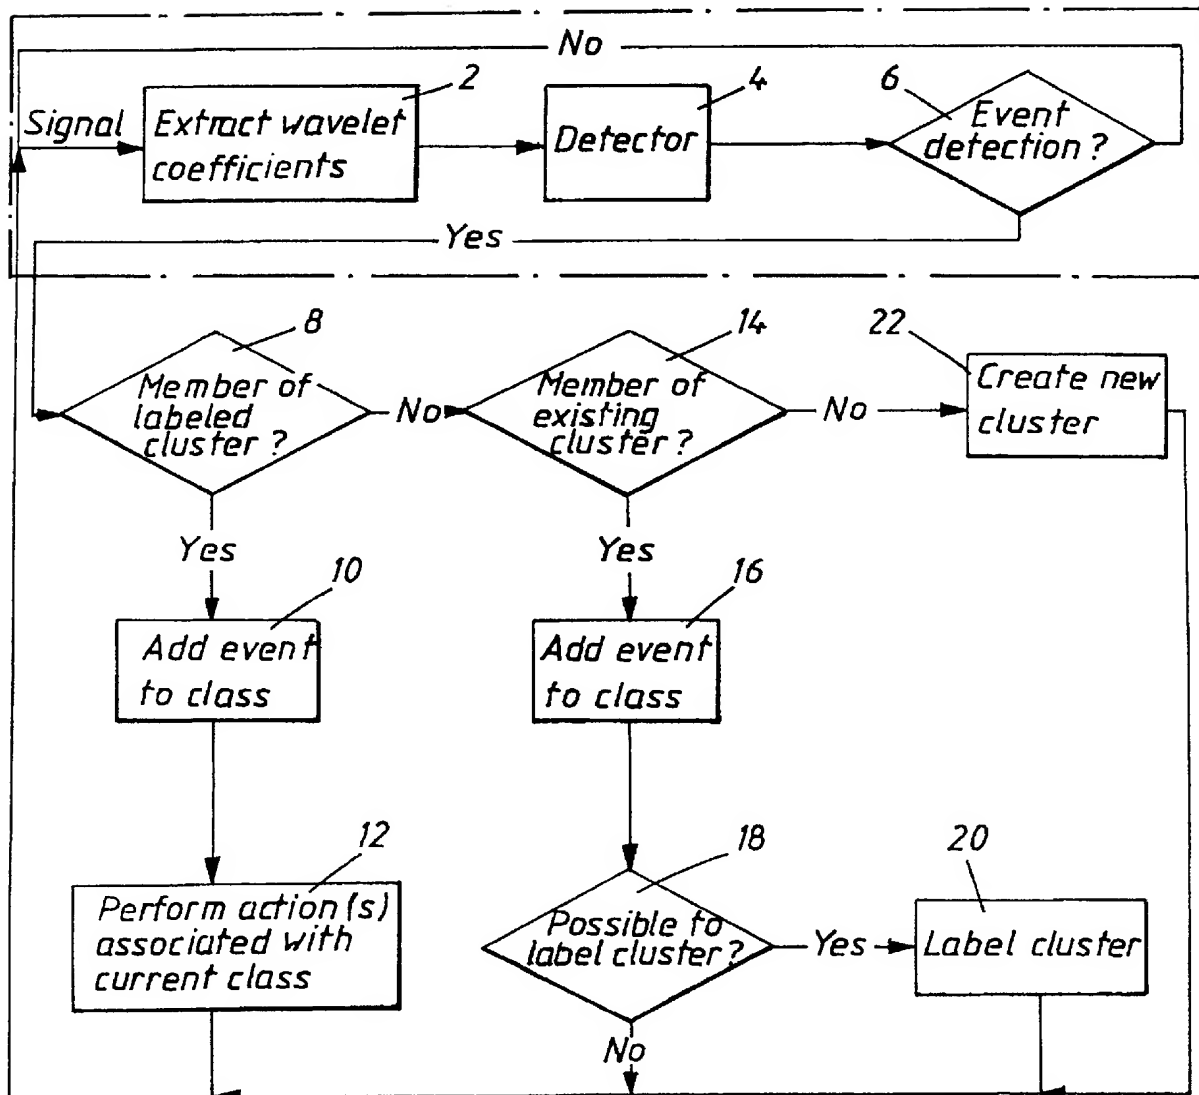 No
Signal
Extract wavelet
coefficients
2
Detector
4
6
Event
detection?
Yes
8
Member of
labeled
cluster?
No
14
Member of
existing
cluster?
No
22
Create new
cluster
Yes
Yes
10
Add event
to class
16
Add event
to class
12
Perform action(s)
associated with
current class
18
Possible to
label cluster?
Yes
20
Label cluster
No